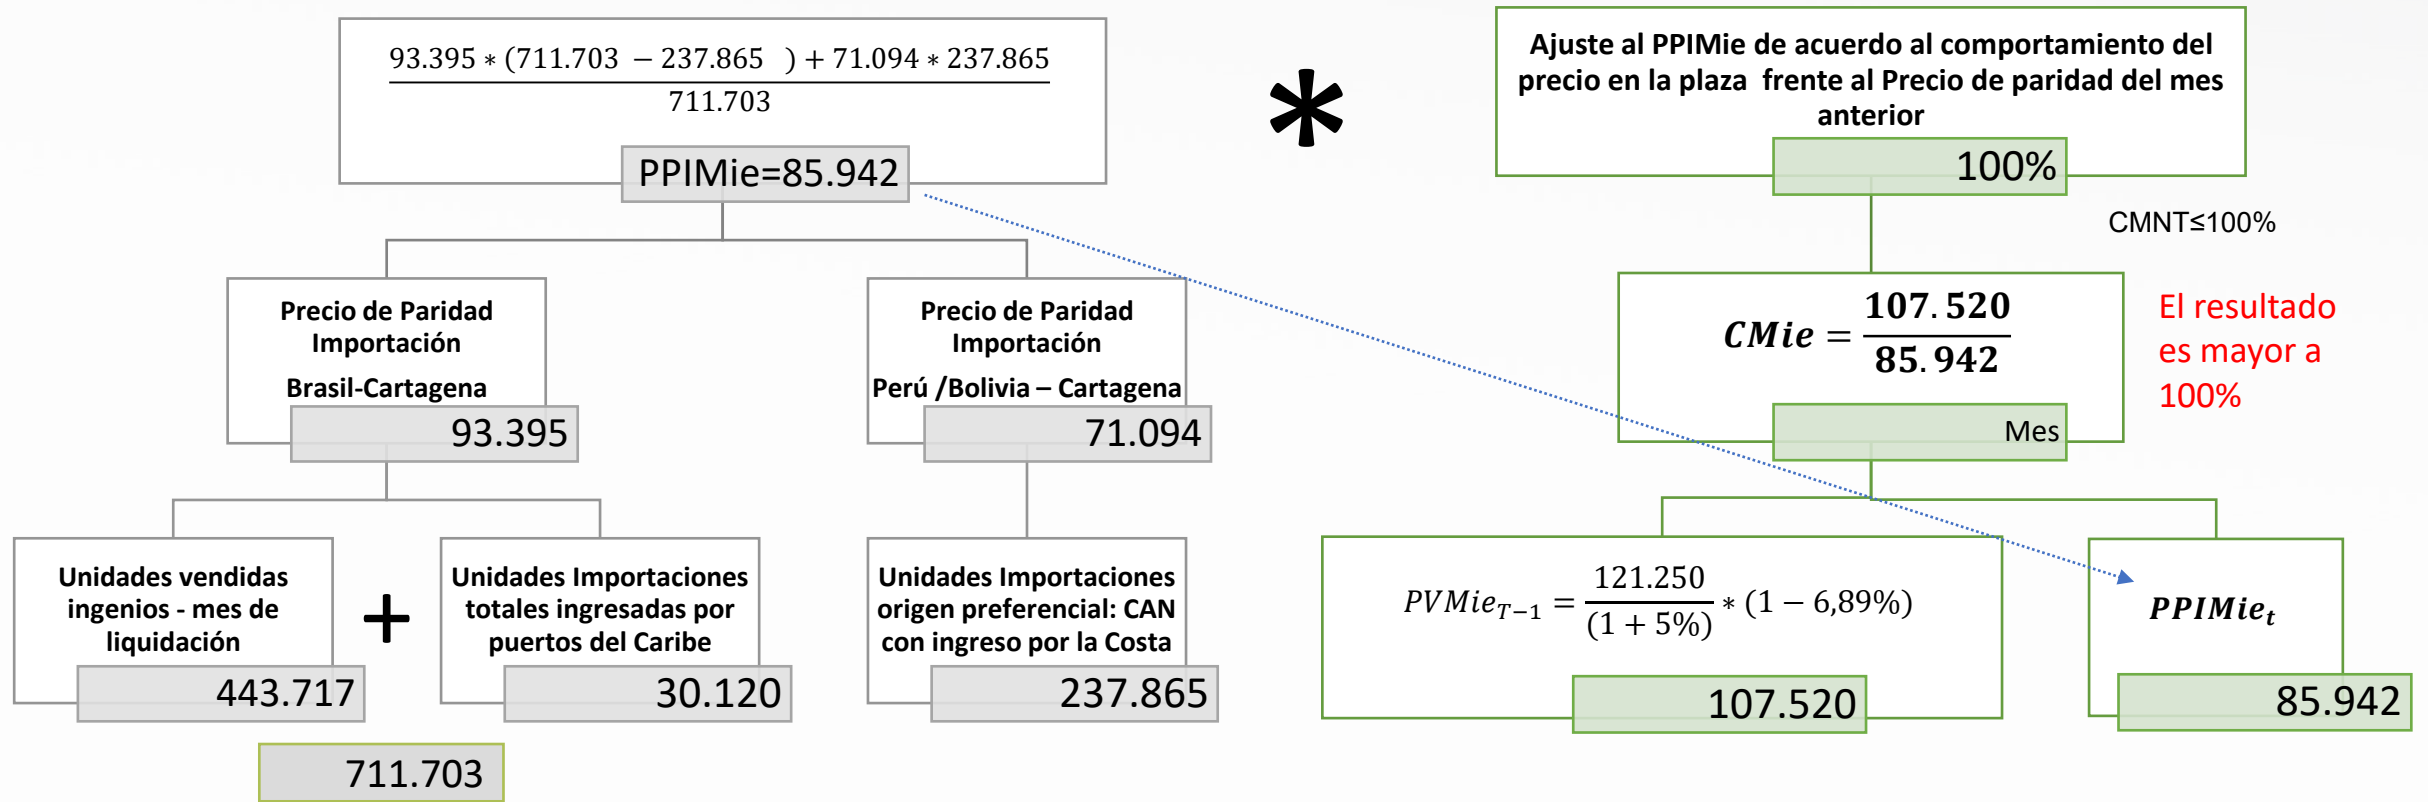 93.395 ∗ (711.703 − 237.865 ) + 71.094 ∗ 237.865
711.703
PPIMie=85.942
*
Ajuste al PPIMie de acuerdo al comportamiento del
precio en la plaza frente al Precio de paridad del mes
anterior
100%
CMNT≤100%
Precio de Paridad
Importación
Brasil-Cartagena
93.395
Precio de Paridad
Importación
Perú /Bolivia – Cartagena
71.094
CMie = 107.520 / 85.942
Mes
El resultado
es mayor a
100%
Unidades vendidas
ingenios - mes de
liquidación
443.717
+
Unidades Importaciones
totales ingresadas por
puertos del Caribe
30.120
711.703
Unidades Importaciones
origen preferencial: CAN
con ingreso por la Costa
237.865
PVMie_{T−1} = 121.250 / (1 + 5%) ∗ (1 − 6,89%)
107.520
PPIMie_t
85.942